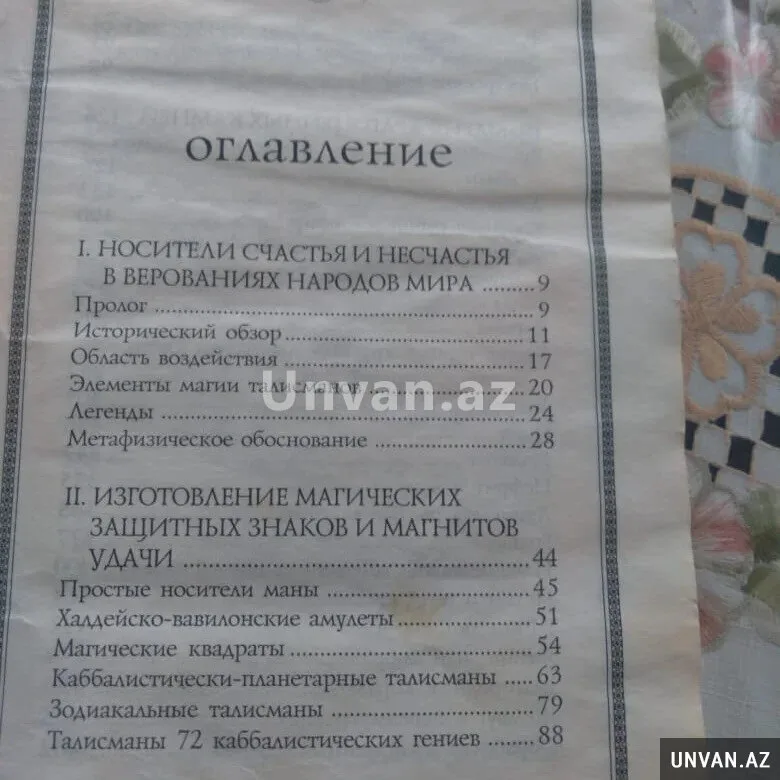 оглавление
I. НОСИТЕЛИ СЧАСТЬЯ И НЕСЧАСТЬЯ
В ВЕРОВАНИЯХ НАРОДОВ МИРА .........9
Пролог ..........9
Исторический обзор..........11
Область воздействия ..........17
Элементы магии талисманов ..........20
Unvan.az
Легенды ..........24
Метафизическое обоснование ..........28
II. ИЗГОТОВЛЕНИЕ МАГИЧЕСКИХ
ЗАЩИТНЫХ ЗНАКОВ И МАГНИТОВ
УДАЧИ ..........44
Простые носители маны ..........45
Халдейско-вавилонские амулеты..........51
Магические квадраты ..........54
Каббалистически-планетарные талисманы .....63
Зодиакальные талисманы ..........79
Талисманы 72 каббалистических гениев ........88
UNVAN.AZ